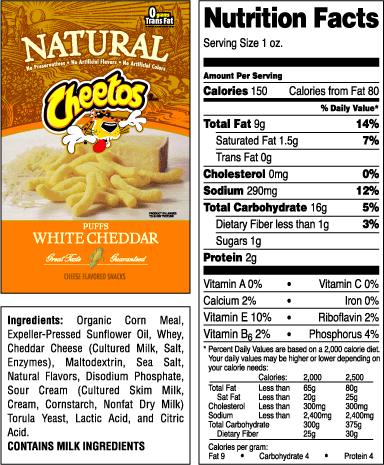 0 grams
Trans Fat
NATURAL
No Preservatives • No Artificial Flavors • No Artificial Colors
Cheetos
PRODUCT ENLARGED
PUFFS
WHITE CHEDDAR
Great Taste Guaranteed
CHEESE FLAVORED SNACKS
Ingredients: Organic Corn Meal,
Expeller-Pressed Sunflower Oil, Whey,
Cheddar Cheese (Cultured Milk, Salt,
Enzymes), Maltodextrin, Sea Salt,
Natural Flavors, Disodium Phosphate,
Sour Cream (Cultured Skim Milk,
Cream, Cornstarch, Nonfat Dry Milk)
Torula Yeast, Lactic Acid, and Citric
Acid.
CONTAINS MILK INGREDIENTS
Nutrition Facts
Serving Size 1 oz.
Amount Per Serving
Calories 150 Calories from Fat 80
% Daily Value*
Total Fat 9g 14%
Saturated Fat 1.5g 7%
Trans Fat 0g
Cholesterol 0mg 0%
Sodium 290mg 12%
Total Carbohydrate 16g 5%
Dietary Fiber less than 1g 3%
Sugars 1g
Protein 2g
Vitamin A 0% • Vitamin C 0%
Calcium 2% • Iron 0%
Vitamin E 10% • Riboflavin 2%
Vitamin B6 2% • Phosphorus 4%
* Percent Daily Values are based on a 2,000 calorie diet.
Your daily values may be higher or lower depending on
your calorie needs:
Calories: 2,000 2,500
Total Fat Less than 65g 80g
Sat Fat Less than 20g 25g
Cholesterol Less than 300mg 300mg
Sodium Less than 2,400mg 2,400mg
Total Carbohydrate 300g 375g
Dietary Fiber 25g 30g
Calories per gram:
Fat 9 • Carbohydrate 4 • Protein 4